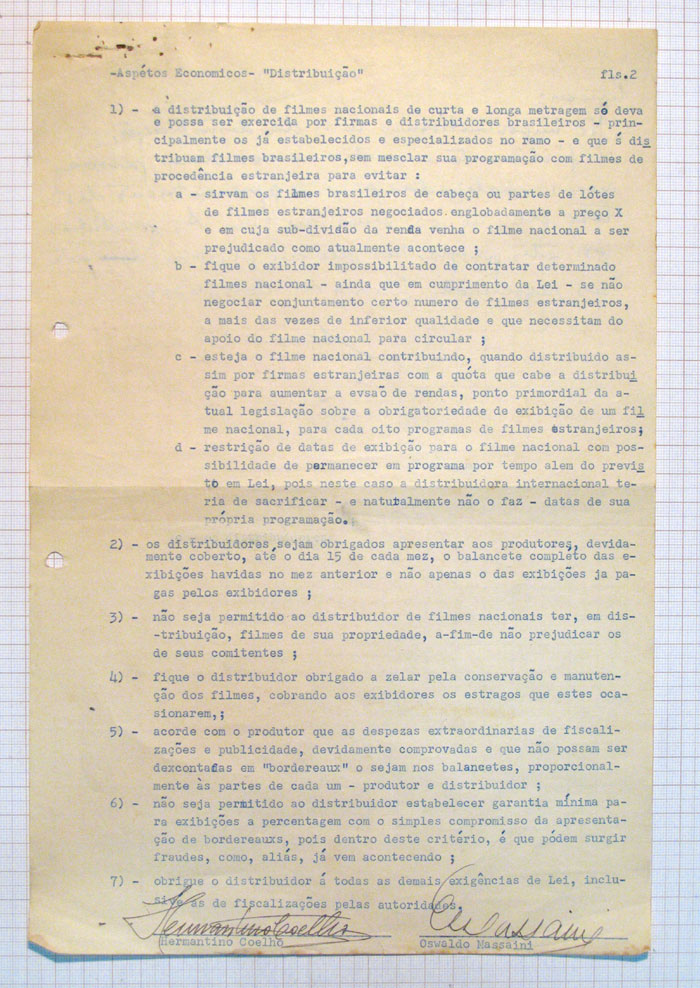 -Aspétos Economicos- "Distribuição" fls.2
1) - a distribuição de filmes nacionais de curta e longa metragem só deva
e possa ser exercida por firmas e distribuidores brasileiros - prin-
cipalmente os já estabelecidos e especializados no ramo - e que s dis
tribuam filmes brasileiros,sem mesclar sua programação com filmes de
procedência estranjeira para evitar :
a - sirvam os filmes brasileiros de cabeça ou partes de lótes
de filmes estranjeiros negociados englobadamente a preço X
e em cuja sub-divisão da renda venha o filme nacional a ser
prejudicado como atualmente acontece ;
b - fique o exibidor impossibilitado de contratar determinado
filmes nacional - ainda que em cumprimento da Lei - se não
negociar conjuntamento certo numero de filmes estranjeiros,
a mais das vezes de inferior qualidade e que necessitam do
apoio do filme nacional para circular ;
c - esteja o filme nacional contribuindo, quando distribuido as-
sim por firmas estranjeiras com a quóta que cabe a distribui
ção para aumentar a evsão de rendas, ponto primordial da a-
tual legislação sobre a obrigatoriedade de exibição de um fil
me nacional, para cada oito programas de filmes estranjeiros;
d - restrição de datas de exibição para o filme nacional com pos-
sibilidade de permanecer em programa por tempo alem do previs
to em Lei, pois neste caso a distribuidora internacional te-
ria de sacrificar - e naturalmente não o faz - datas de sua
própria programação.
2) - os distribuidores sejam obrigados apresentar aos produtores, devida-
mente coberto, até o dia 15 de cada mez, o balancete completo das e-
xibições havidas no mez anterior e não apenas o das exibições ja pa-
gas pelos exibidores ;
3) - não seja permitido ao distribuidor de filmes nacionais ter, em dis-
-tribuição, filmes de sua propriedade, a-fim-de não prejudicar os
de seus comitentes ;
4) - fique o distribuidor obrigado a zelar pela conservação e manuten-
ção dos filmes, cobrando aos exibidores os estragos que estes oca-
sionarem,;
5) - acorde com o produtor que as despezas extraordinarias de fiscali-
zações e publicidade, devidamente comprovadas e que não possam ser
dexcontadas em "bordereaux" o sejam nos balancetes, proporcional-
mente às partes de cada um - produtor e distribuidor ;
6) - não seja permitido ao distribuidor estabelecer garantia mínima pa-
ra exibições a percentagem com o simples compromisso da apresenta-
ção de bordereauxs, pois dentro deste critério, é que pódem surgir
fraudes, como, aliás, já vem acontecendo ;
7) - obrigue o distribuidor á todas as demais exigências de Lei, inclu-
sive as de fiscalizações pelas autoridades.
Hermantino Coelho
Hermantino Coelho Oswaldo Massaini